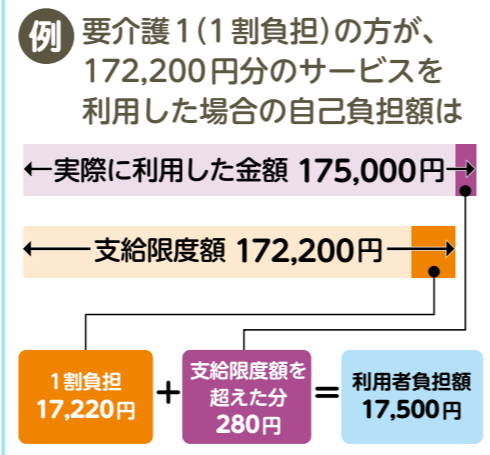 例 要介護1(1割負担)の方が、
172,200円分のサービスを
利用した場合の自己負担額は
実際に利用した金額 175,000円
支給限度額 172,200円
1割負担
17,220円
+
支給限度額を
超えた分
280円
=
利用者負担額
17,500円